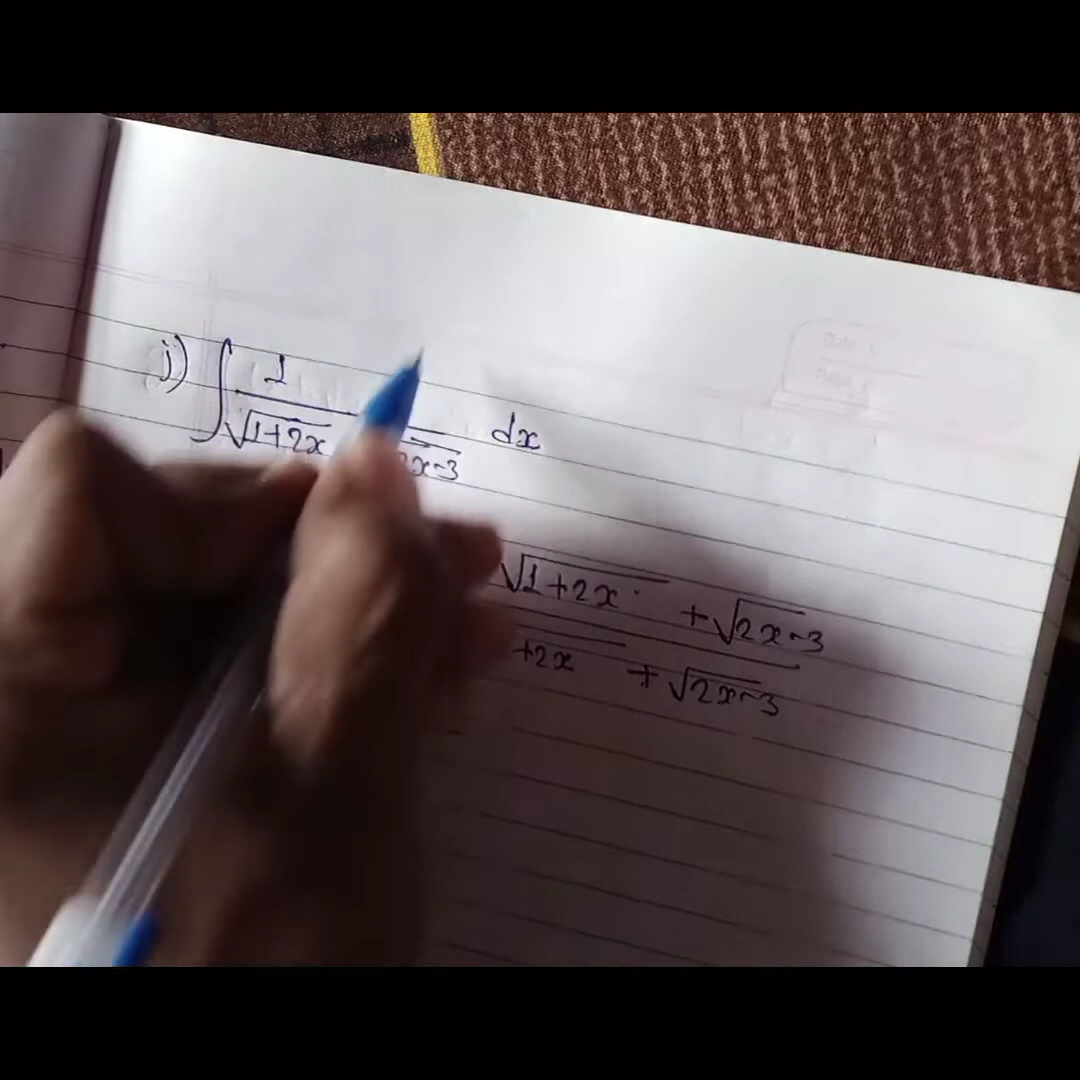 j) ∫ 1 dx
√1+2x 2x-3
√1+2x + √2x-3
+2x + √2x-3